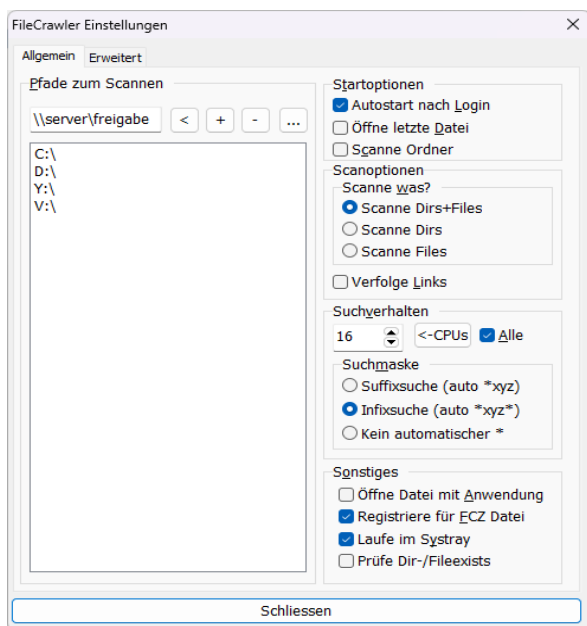 FileCrawler Einstellungen
Allgemein
Erweitert
Pfade zum Scannen
\\server\freigabe
<
+
-
...
C:\
D:\
Y:\
V:\
Startoptionen
Autostart nach Login
Öffne letzte Datei
Scanne Ordner
Scanoptionen
Scanne was?
Scanne Dirs+Files
Scanne Dirs
Scanne Files
Verfolge Links
Suchverhalten
16
<-CPUs
Alle
Suchmaske
Suffixsuche (auto *xyz)
Infixsuche (auto *xyz*)
Kein automatischer *
Sonstiges
Öffne Datei mit Anwendung
Registriere für FCZ Datei
Laufe im Systray
Prüfe Dir-/Fileexists
Schliessen